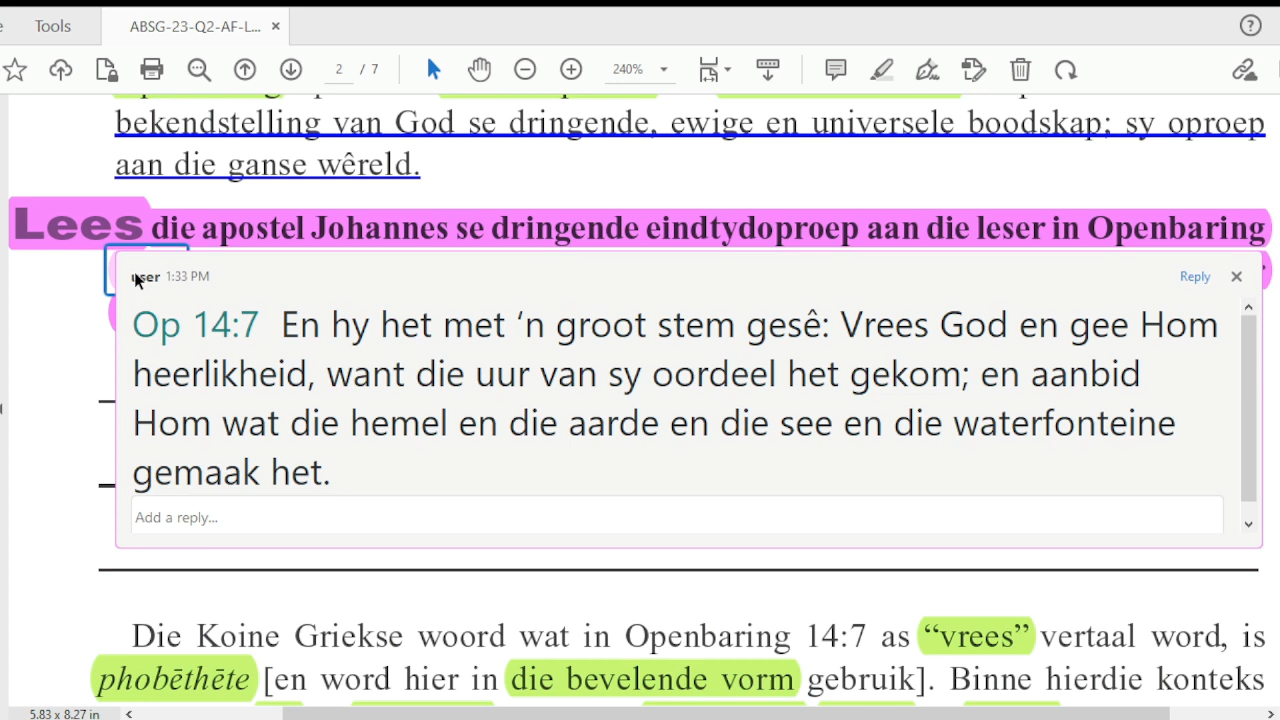 Tools
ABSG-23-Q2-AF-L... ×
2 / 7
240%
bekendstelling van God se dringende, ewige en universele boodskap; sy oproep
aan die ganse wêreld.
Lees die apostel Johannes se dringende eindtydoproep aan die leser in Openbaring
user 1:33 PM
Reply ×
Op 14:7 En hy het met ‘n groot stem gesê: Vrees God en gee Hom
heerlikheid, want die uur van sy oordeel het gekom; en aanbid
Hom wat die hemel en die aarde en die see en die waterfonteine
gemaak het.
Add a reply...
Die Koine Griekse woord wat in Openbaring 14:7 as “vrees” vertaal word, is
phobēthēte [en word hier in die bevelende vorm gebruik]. Binne hierdie konteks
5.83 x 8.27 in